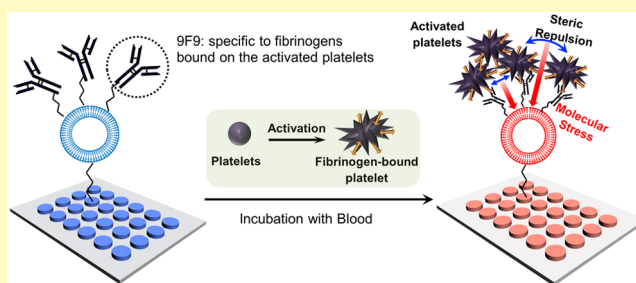 9F9: specific to fibrinogens
bound on the activated platelets
Activation
Platelets
Fibrinogen-bound
platelet
Incubation with Blood
Activated
platelets
Steric
Repulsion
Molecular
Stress